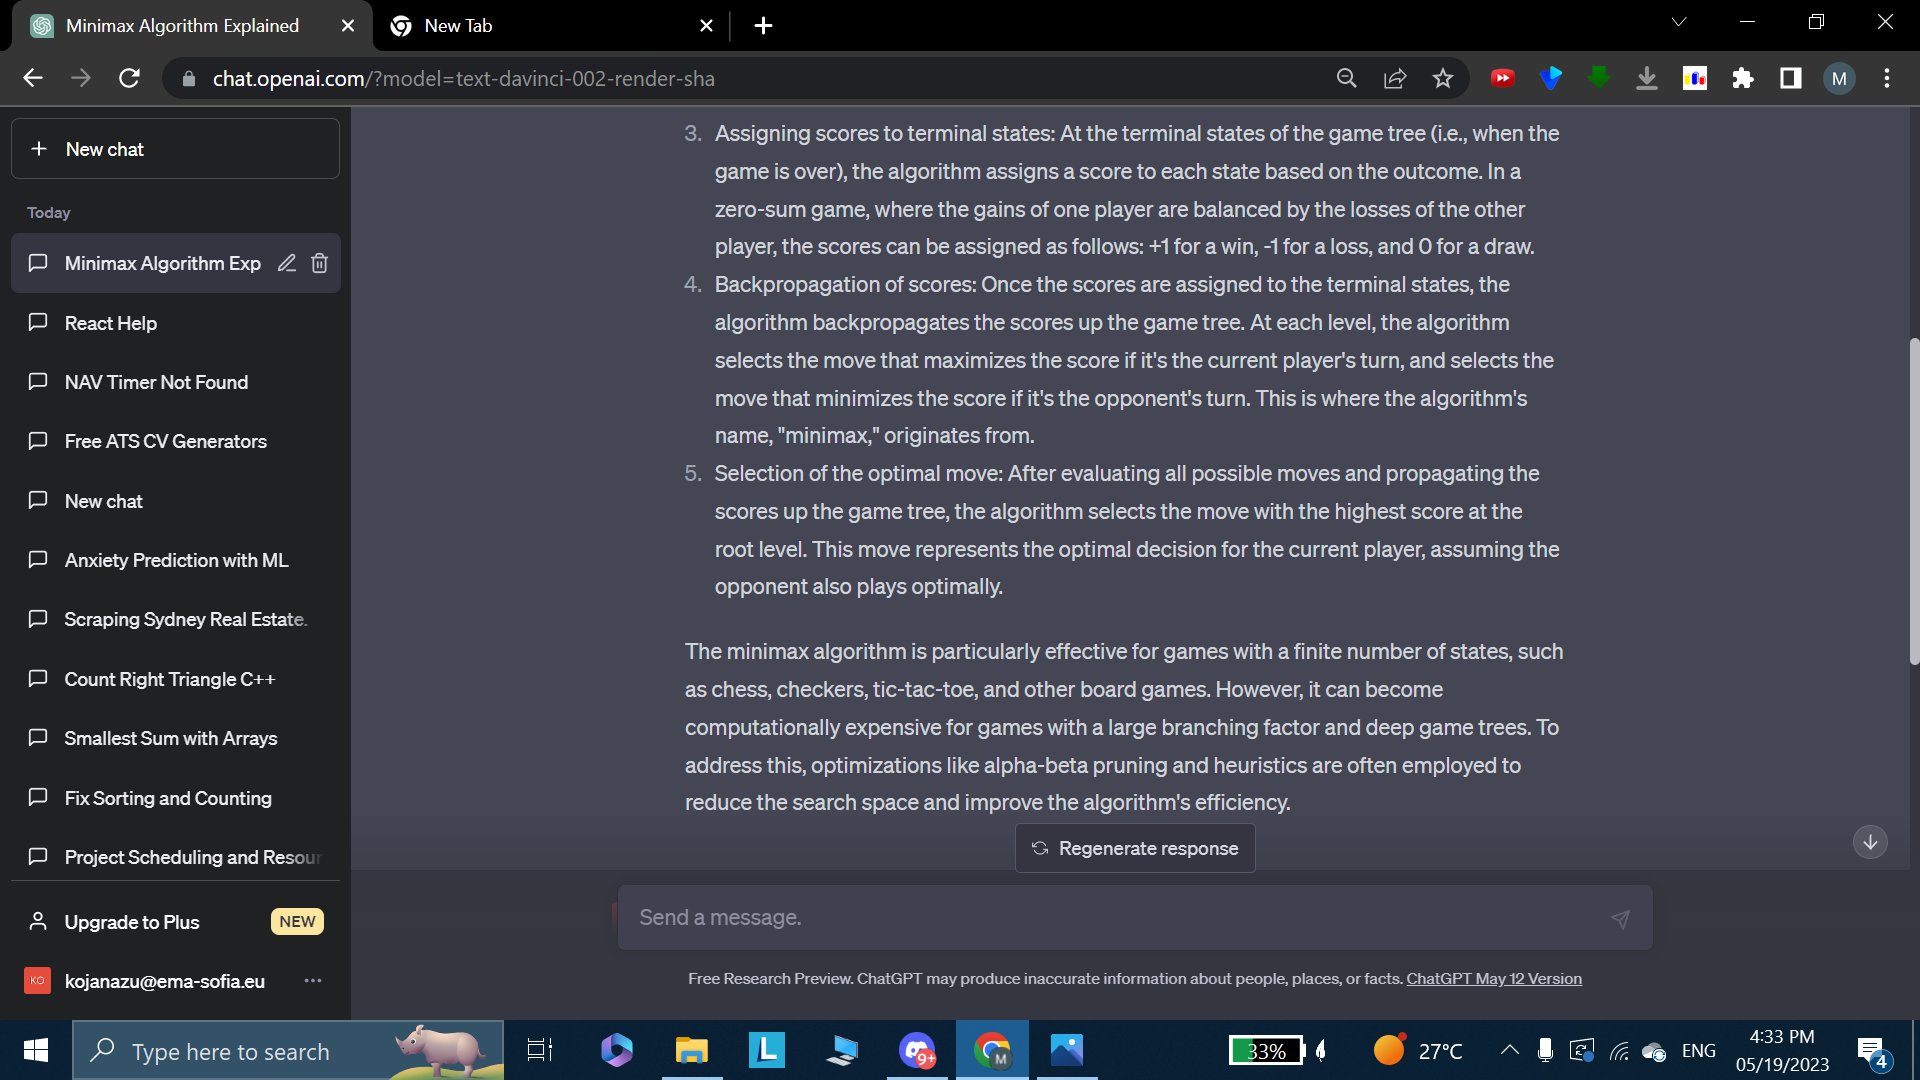 Minimax Algorithm Explained
New Tab
chat.openai.com/?model=text-davinci-002-render-sha
M
New chat
Today
Minimax Algorithm Exp
React Help
NAV Timer Not Found
Free ATS CV Generators
New chat
Anxiety Prediction with ML
Scraping Sydney Real Estate.
Count Right Triangle C++
Smallest Sum with Arrays
Fix Sorting and Counting
Project Scheduling and Resour
Upgrade to Plus NEW
KO kojanazu@ema-sofia.eu
3. Assigning scores to terminal states: At the terminal states of the game tree (i.e., when the
game is over), the algorithm assigns a score to each state based on the outcome. In a
zero-sum game, where the gains of one player are balanced by the losses of the other
player, the scores can be assigned as follows: +1 for a win, -1 for a loss, and 0 for a draw.
4. Backpropagation of scores: Once the scores are assigned to the terminal states, the
algorithm backpropagates the scores up the game tree. At each level, the algorithm
selects the move that maximizes the score if it's the current player's turn, and selects the
move that minimizes the score if it's the opponent's turn. This is where the algorithm's
name, "minimax," originates from.
5. Selection of the optimal move: After evaluating all possible moves and propagating the
scores up the game tree, the algorithm selects the move with the highest score at the
root level. This move represents the optimal decision for the current player, assuming the
opponent also plays optimally.
The minimax algorithm is particularly effective for games with a finite number of states, such
as chess, checkers, tic-tac-toe, and other board games. However, it can become
computationally expensive for games with a large branching factor and deep game trees. To
address this, optimizations like alpha-beta pruning and heuristics are often employed to
reduce the search space and improve the algorithm's efficiency.
Regenerate response
Send a message.
Free Research Preview. ChatGPT may produce inaccurate information about people, places, or facts. ChatGPT May 12 Version
Type here to search
L
9+
M
33%
27°C
ENG
4:33 PM
05/19/2023
4